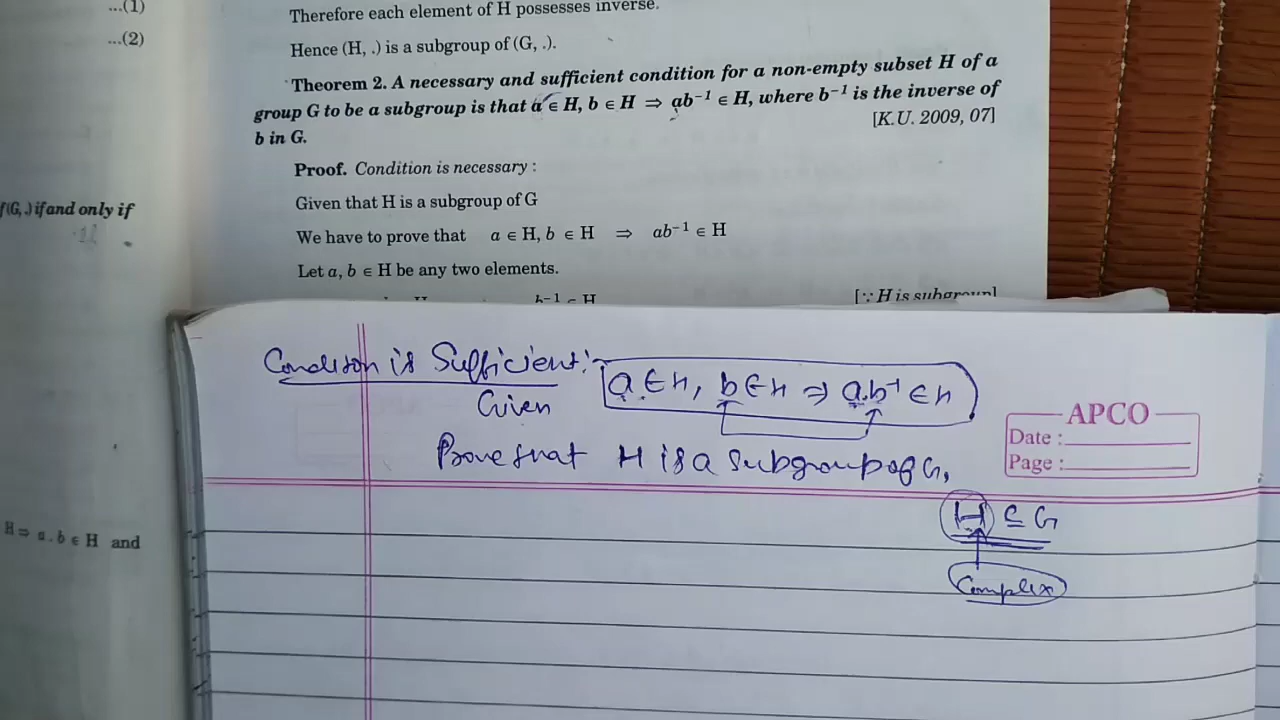 ...(1)
...(2)
f(G, .) if and only if
H ⇒ a . b ∈ H and
Therefore each element of H possesses inverse.
Hence (H, .) is a subgroup of (G, .).
Theorem 2. A necessary and sufficient condition for a non-empty subset H of a
group G to be a subgroup is that a ∈ H, b ∈ H ⇒ ab⁻¹ ∈ H, where b⁻¹ is the inverse of
b in G.
[K.U. 2009, 07]
Proof. Condition is necessary :
Given that H is a subgroup of G
We have to prove that a ∈ H, b ∈ H ⇒ ab⁻¹ ∈ H
Let a, b ∈ H be any two elements.
b⁻¹ ∈ H [∵ H is subgroup]
Condition is Sufficient:-
Given a ∈ H, b ∈ H ⇒ a.b⁻¹ ∈ H
Prove that H is a Subgroup of G,
APCO
Date :
Page :
H ⊆ G
Complex